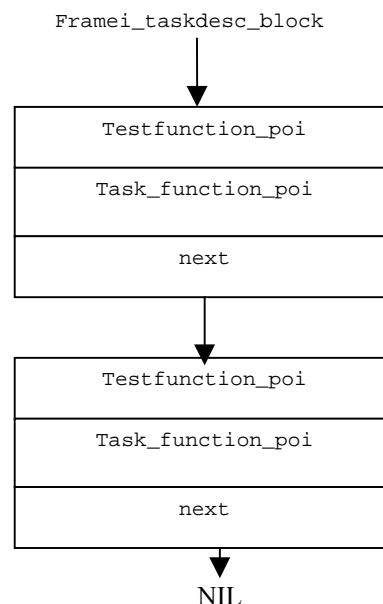 Framei_taskdesc_block
Testfunction_poi
Task_function_poi
next
Testfunction_poi
Task_function_poi
next
NIL